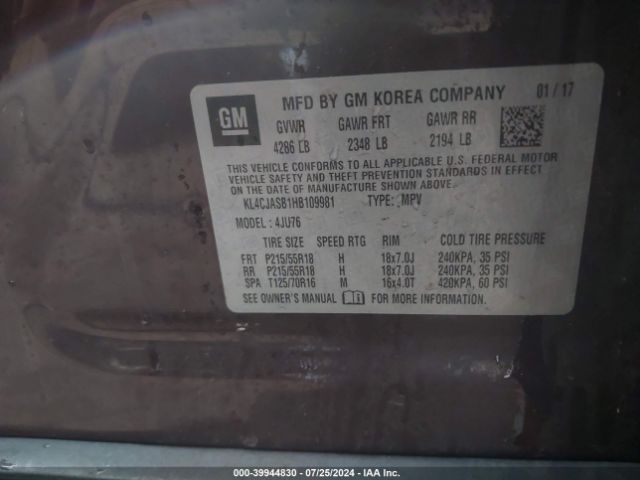 GM
MFD BY GM KOREA COMPANY 01/17
GVWR GAWR FRT GAWR RR
4286 LB 2348 LB 2194 LB
THIS VEHICLE CONFORMS TO ALL APPLICABLE U.S. FEDERAL MOTOR
VEHICLE SAFETY AND THEFT PREVENTION STANDARDS IN EFFECT ON
THE DATE OF MANUFACTURE SHOWN ABOVE.
KL4CJASB1HB109981 TYPE: MPV
MODEL: 4JU76
TIRE SIZE SPEED RTG RIM COLD TIRE PRESSURE
FRT P215/55R18 H 18x7.0J 240KPA, 35 PSI
RR P215/55R18 H 18x7.0J 240KPA, 35 PSI
SPA T125/70R16 M 16x4.0T 420KPA, 60 PSI
SEE OWNER'S MANUAL FOR MORE INFORMATION
000-39944830 - 07/25/2024 - IAA Inc.